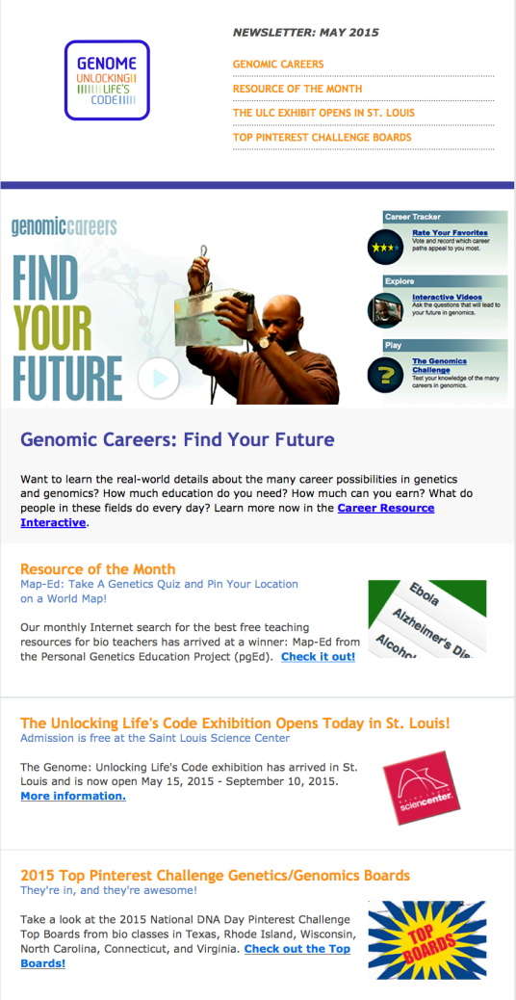 GENOME
UNLOCKING
LIFE'S
CODE
NEWSLETTER: MAY 2015
GENOMIC CAREERS
RESOURCE OF THE MONTH
THE ULC EXHIBIT OPENS IN ST. LOUIS
TOP PINTEREST CHALLENGE BOARDS
genomiccareers
FIND
YOUR
FUTURE
Career Tracker
Rate Your Favorites
Vote and record which career
paths appeal to you most.
Explore
Interactive Videos
Ask the questions that will lead to
your future in genomics.
Play
?
The Genomics
Challenge
Test your knowledge of the many
careers in genomics.
Genomic Careers: Find Your Future
Want to learn the real-world details about the many career possibilities in genetics
and genomics? How much education do you need? How much can you earn? What do
people in these fields do every day? Learn more now in the Career Resource
Interactive.
Resource of the Month
Map-Ed: Take A Genetics Quiz and Pin Your Location
on a World Map!
Our monthly Internet search for the best free teaching
resources for bio teachers has arrived at a winner: Map-Ed from
the Personal Genetics Education Project (pgEd). Check it out!
Ebola
Alzheimer's Dis
Alcohol
The Unlocking Life's Code Exhibition Opens Today in St. Louis!
Admission is free at the Saint Louis Science Center
The Genome: Unlocking Life's Code exhibition has arrived in St.
Louis and is now open May 15, 2015 - September 10, 2015.
More information.
SAINT LOUIS
sciencenter.
2015 Top Pinterest Challenge Genetics/Genomics Boards
They're in, and they're awesome!
Take a look at the 2015 National DNA Day Pinterest Challenge
Top Boards from bio classes in Texas, Rhode Island, Wisconsin,
North Carolina, Connecticut, and Virginia. Check out the Top
Boards!
TOP
BOARDS